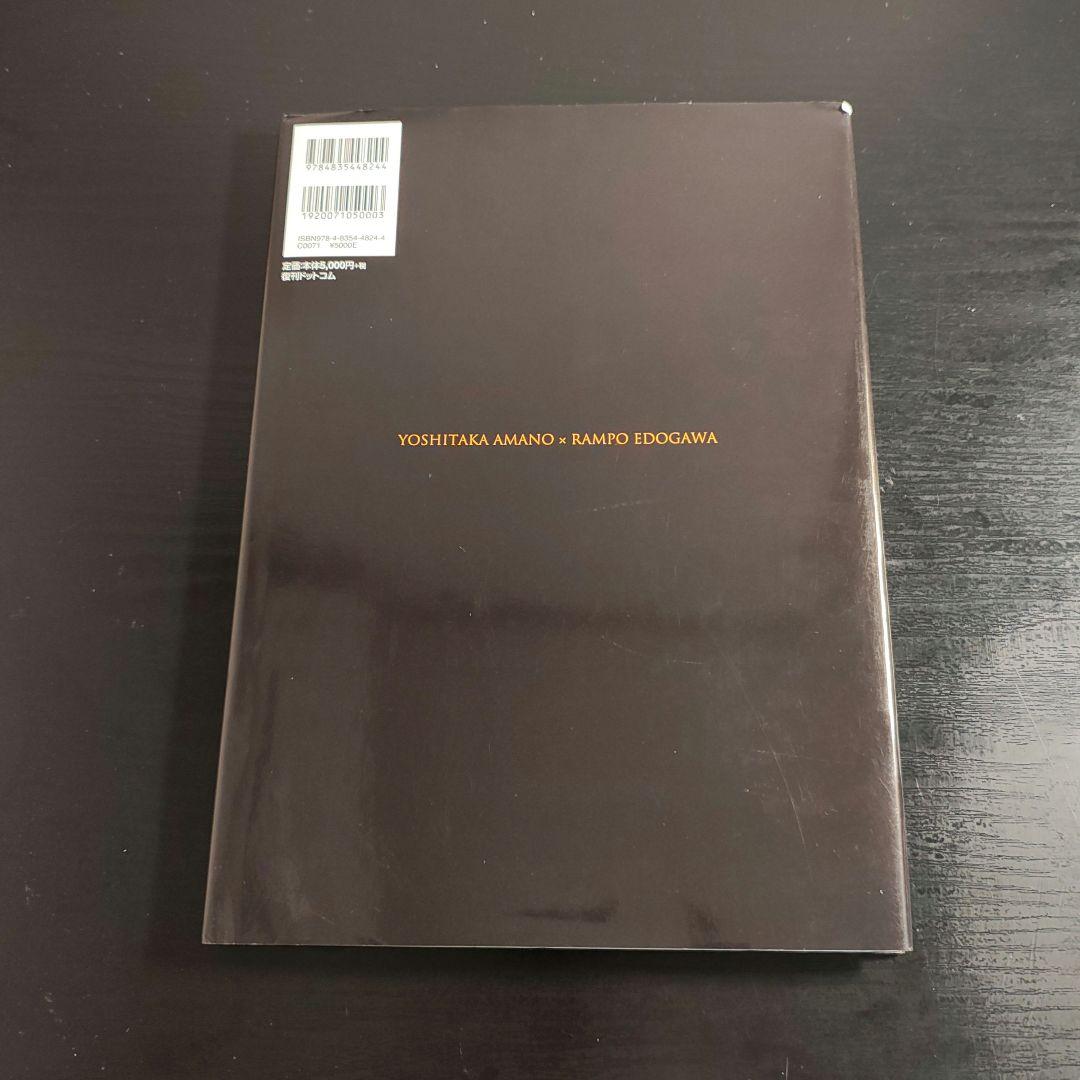 9784835448244
1920071050003
ISBN978-4-8354-4824-4
C0071 ¥5000E
定価:本体5,000円+税
復刊ドットコム
YOSHITAKA AMANO × RAMPO EDOGAWA